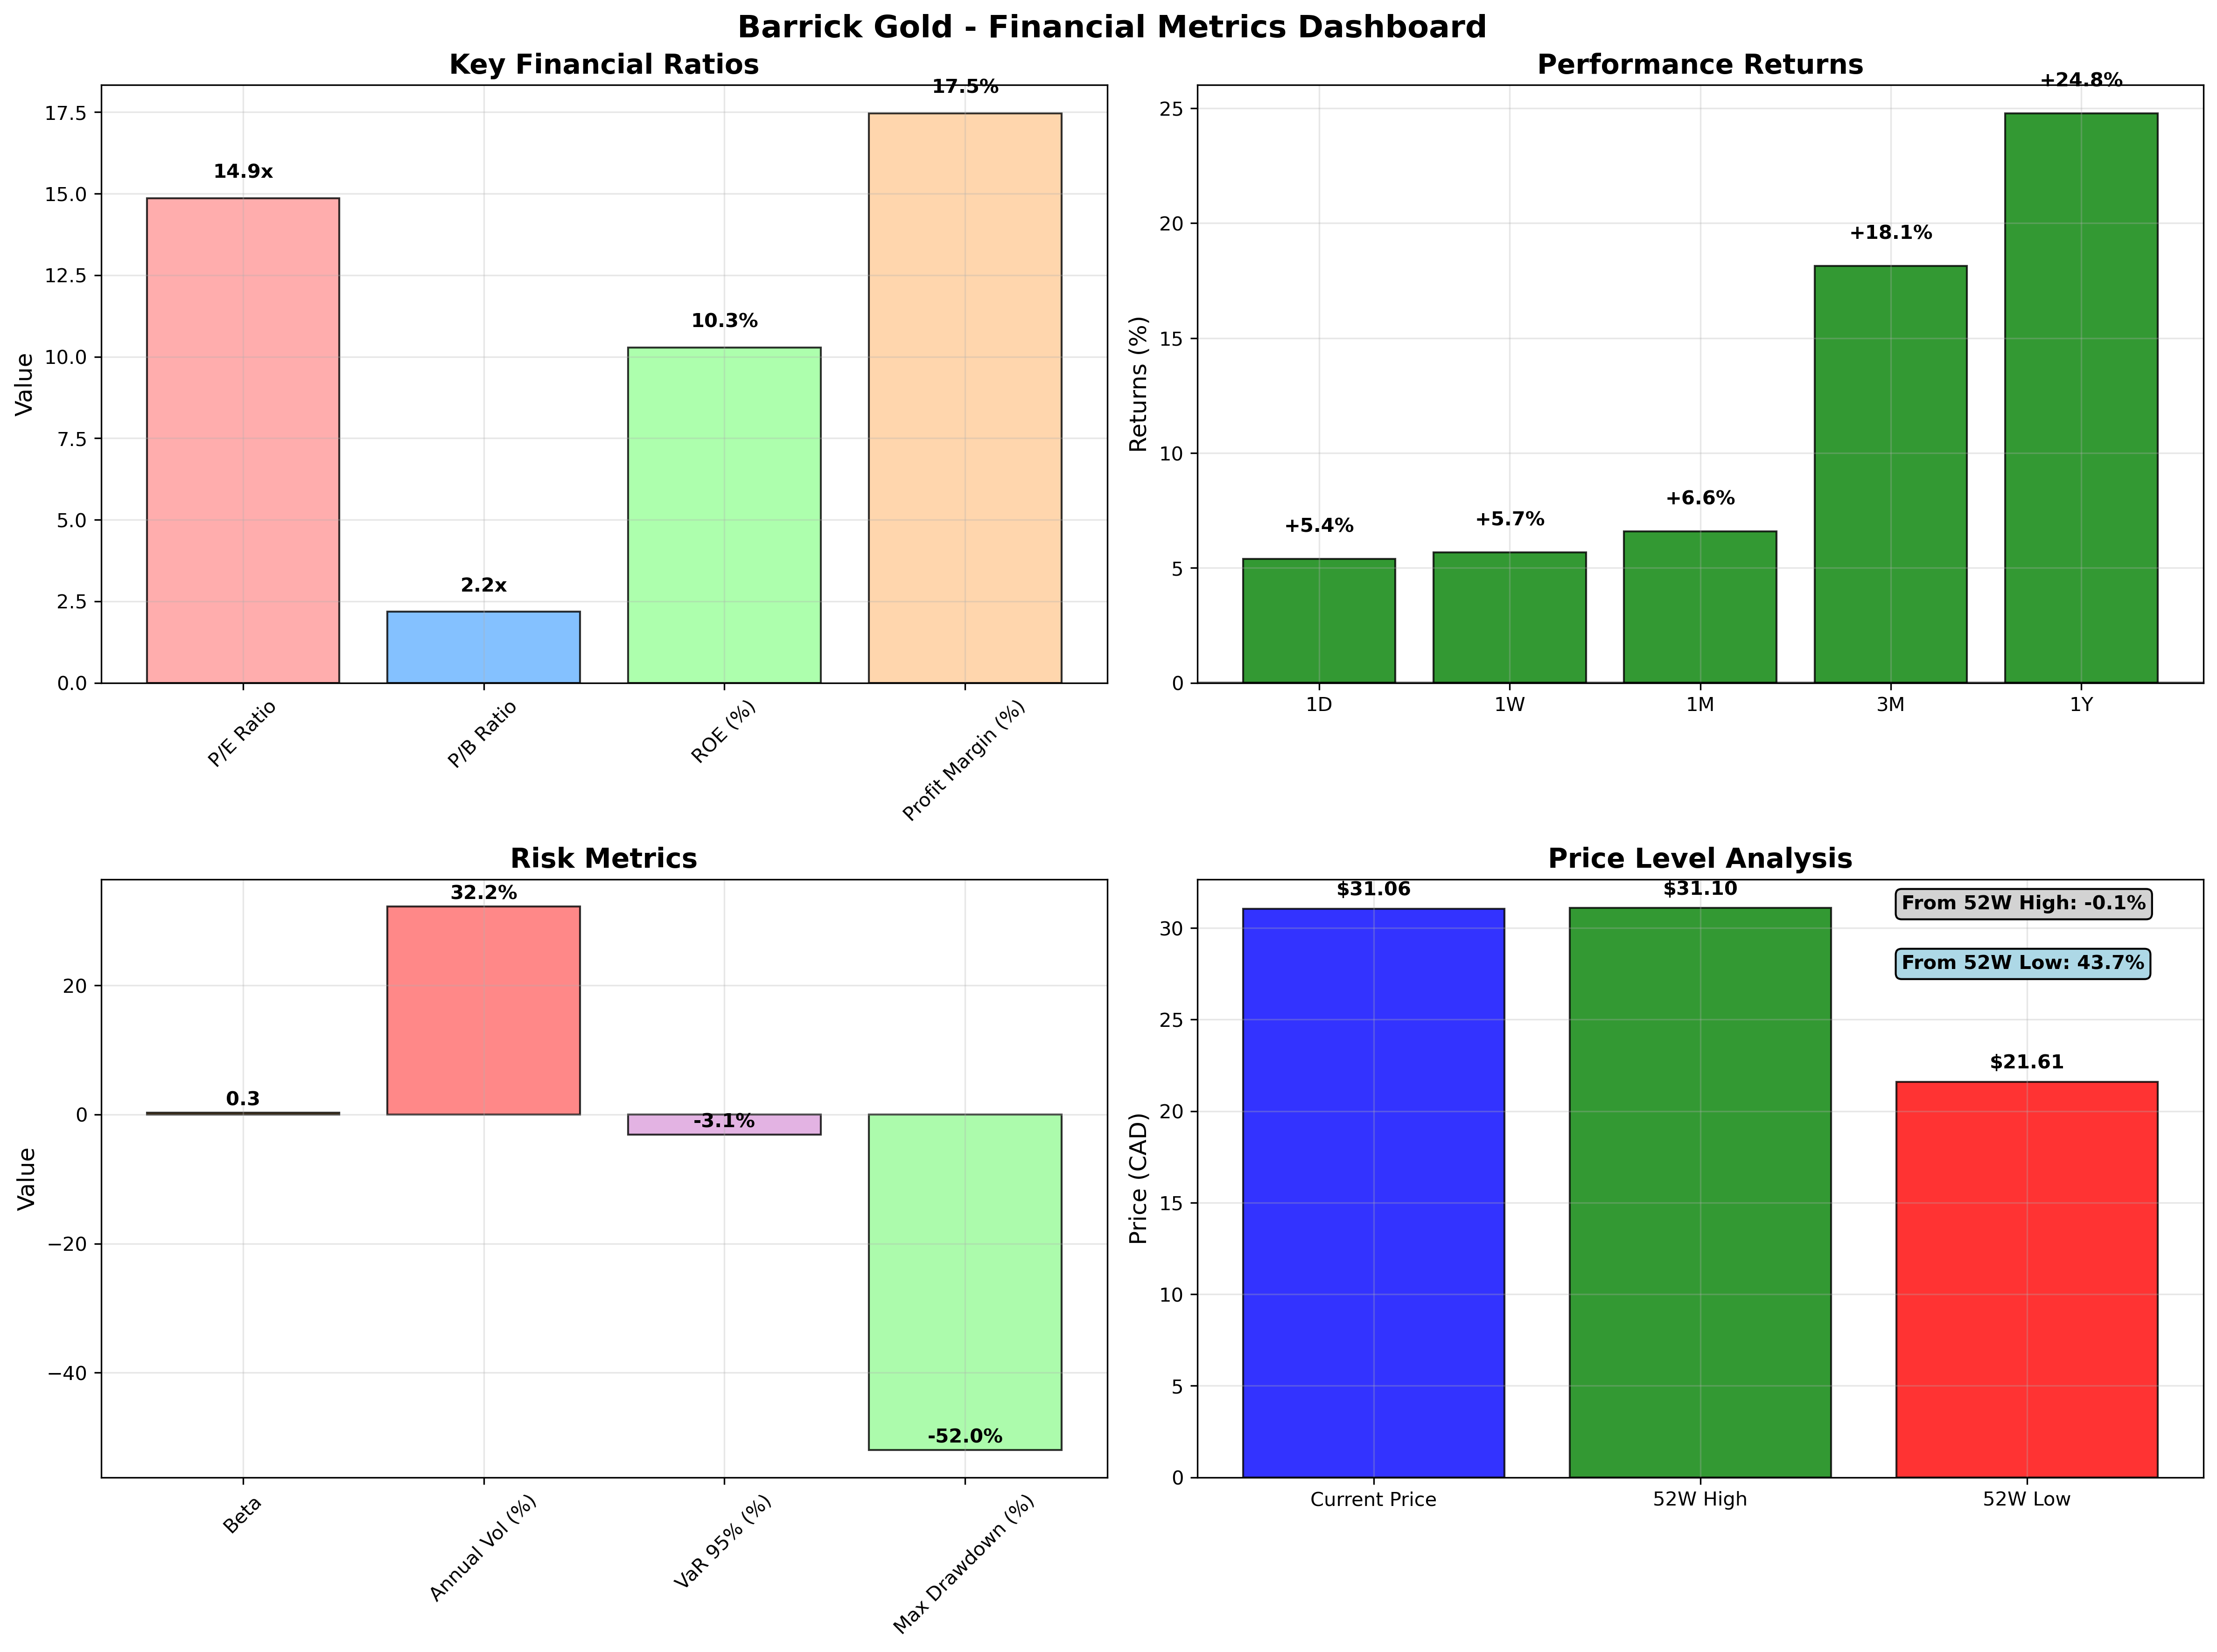 Barrick Gold - Financial Metrics Dashboard
Key Financial Ratios
17.5%
17.5
14.9x
15.0
12.5
10.3%
10.0
Value
7.5
5.0
2.2x
2.5
0.0
P/E Ratio
P/B Ratio
ROE (%)
Profit Margin (%)
Performance Returns
+24.8%
25
20
+18.1%
15
Returns (%)
10
+6.6%
+5.7%
+5.4%
5
0
1D
1W
1M
3M
1Y
Risk Metrics
32.2%
20
0.3
0
-3.1%
Value
−20
−40
-52.0%
Beta
Annual Vol (%)
VaR 95% (%)
Max Drawdown (%)
Price Level Analysis
$31.06
$31.10
From 52W High: -0.1%
30
From 52W Low: 43.7%
25
$21.61
20
Price (CAD)
15
10
5
0
Current Price
52W High
52W Low